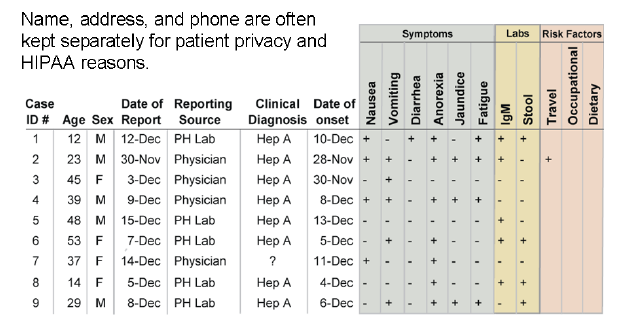 Name, address, and phone are often
kept separately for patient privacy and
HIPAA reasons.
Symptoms Labs Risk Factors
Case ID # Age Sex Date of Report Reporting Source Clinical Diagnosis Date of onset Nausea Vomiting Diarrhea Anorexia Jaundice Fatigue IgM Stool Travel Occupational Dietary
1 12 M 12-Dec PH Lab Hep A 10-Dec + - + + - + + +
2 23 M 30-Nov Physician Hep A 28-Nov + + - + + + + - +
3 45 F 3-Dec Physician Hep A 30-Nov - + - - - -
4 39 M 9-Dec Physician Hep A 8-Dec + + - + + + - -
5 48 M 15-Dec PH Lab Hep A 13-Dec - - - - - - + -
6 53 F 7-Dec PH Lab Hep A 5-Dec - + - + - - + +
7 37 F 14-Dec Physician ? 11-Dec + - - + - -
8 14 F 5-Dec PH Lab Hep A 4-Dec - - - + - - + +
9 29 M 8-Dec PH Lab Hep A 6-Dec - + - + + + - +